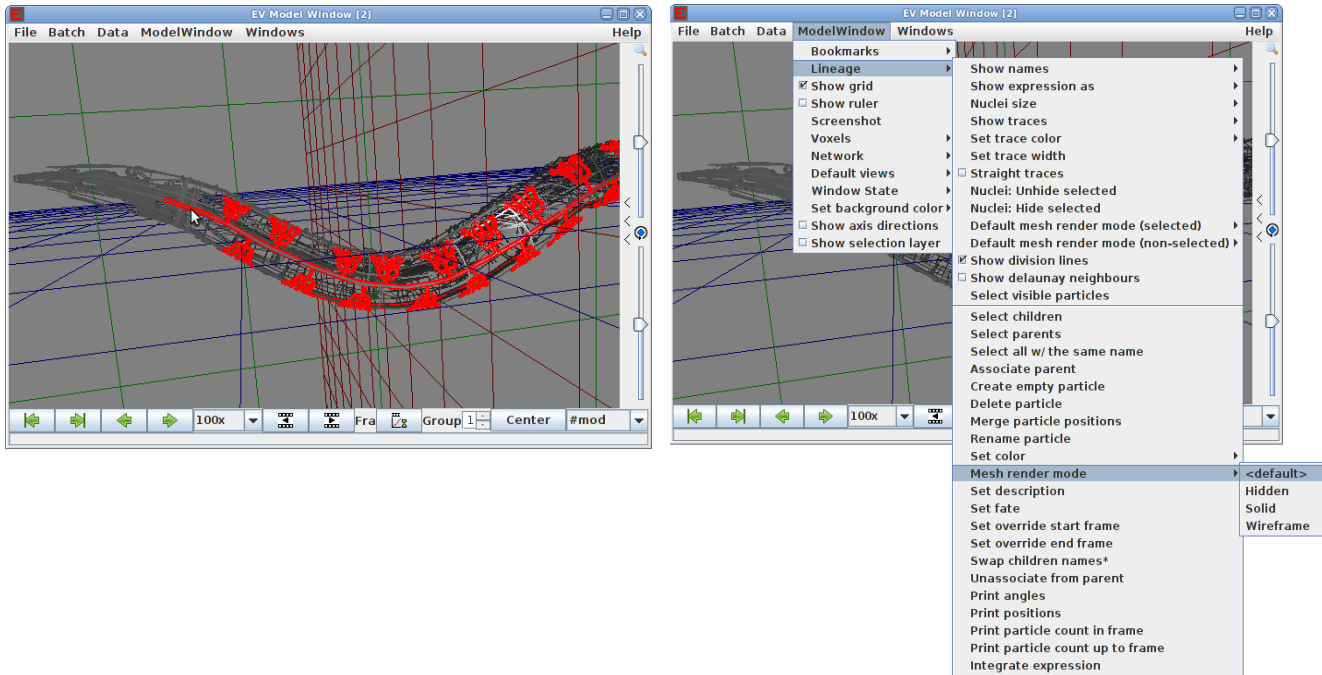 EV Model Window [2]
File Batch Data ModelWindow Windows Help
100x Fra Group 1 Center #mod
EV Model Window [2]
File Batch Data ModelWindow Windows Help
Bookmarks
Lineage
Show grid
Show ruler
Screenshot
Voxels
Network
Default views
Window State
Set background color
Show axis directions
Show selection layer
Show names
Show expression as
Nuclei size
Show traces
Set trace color
Set trace width
Straight traces
Nuclei: Unhide selected
Nuclei: Hide selected
Default mesh render mode (selected)
Default mesh render mode (non-selected)
Show division lines
Show delaunay neighbours
Select visible particles
Select children
Select parents
Select all w/ the same name
Associate parent
Create empty particle
Delete particle
Merge particle positions
Rename particle
Set color
Mesh render mode
Set description
Set fate
Set override start frame
Set override end frame
Swap children names*
Unassociate from parent
Print angles
Print positions
Print particle count in frame
Print particle count up to frame
Integrate expression
<default>
Hidden
Solid
Wireframe
100x